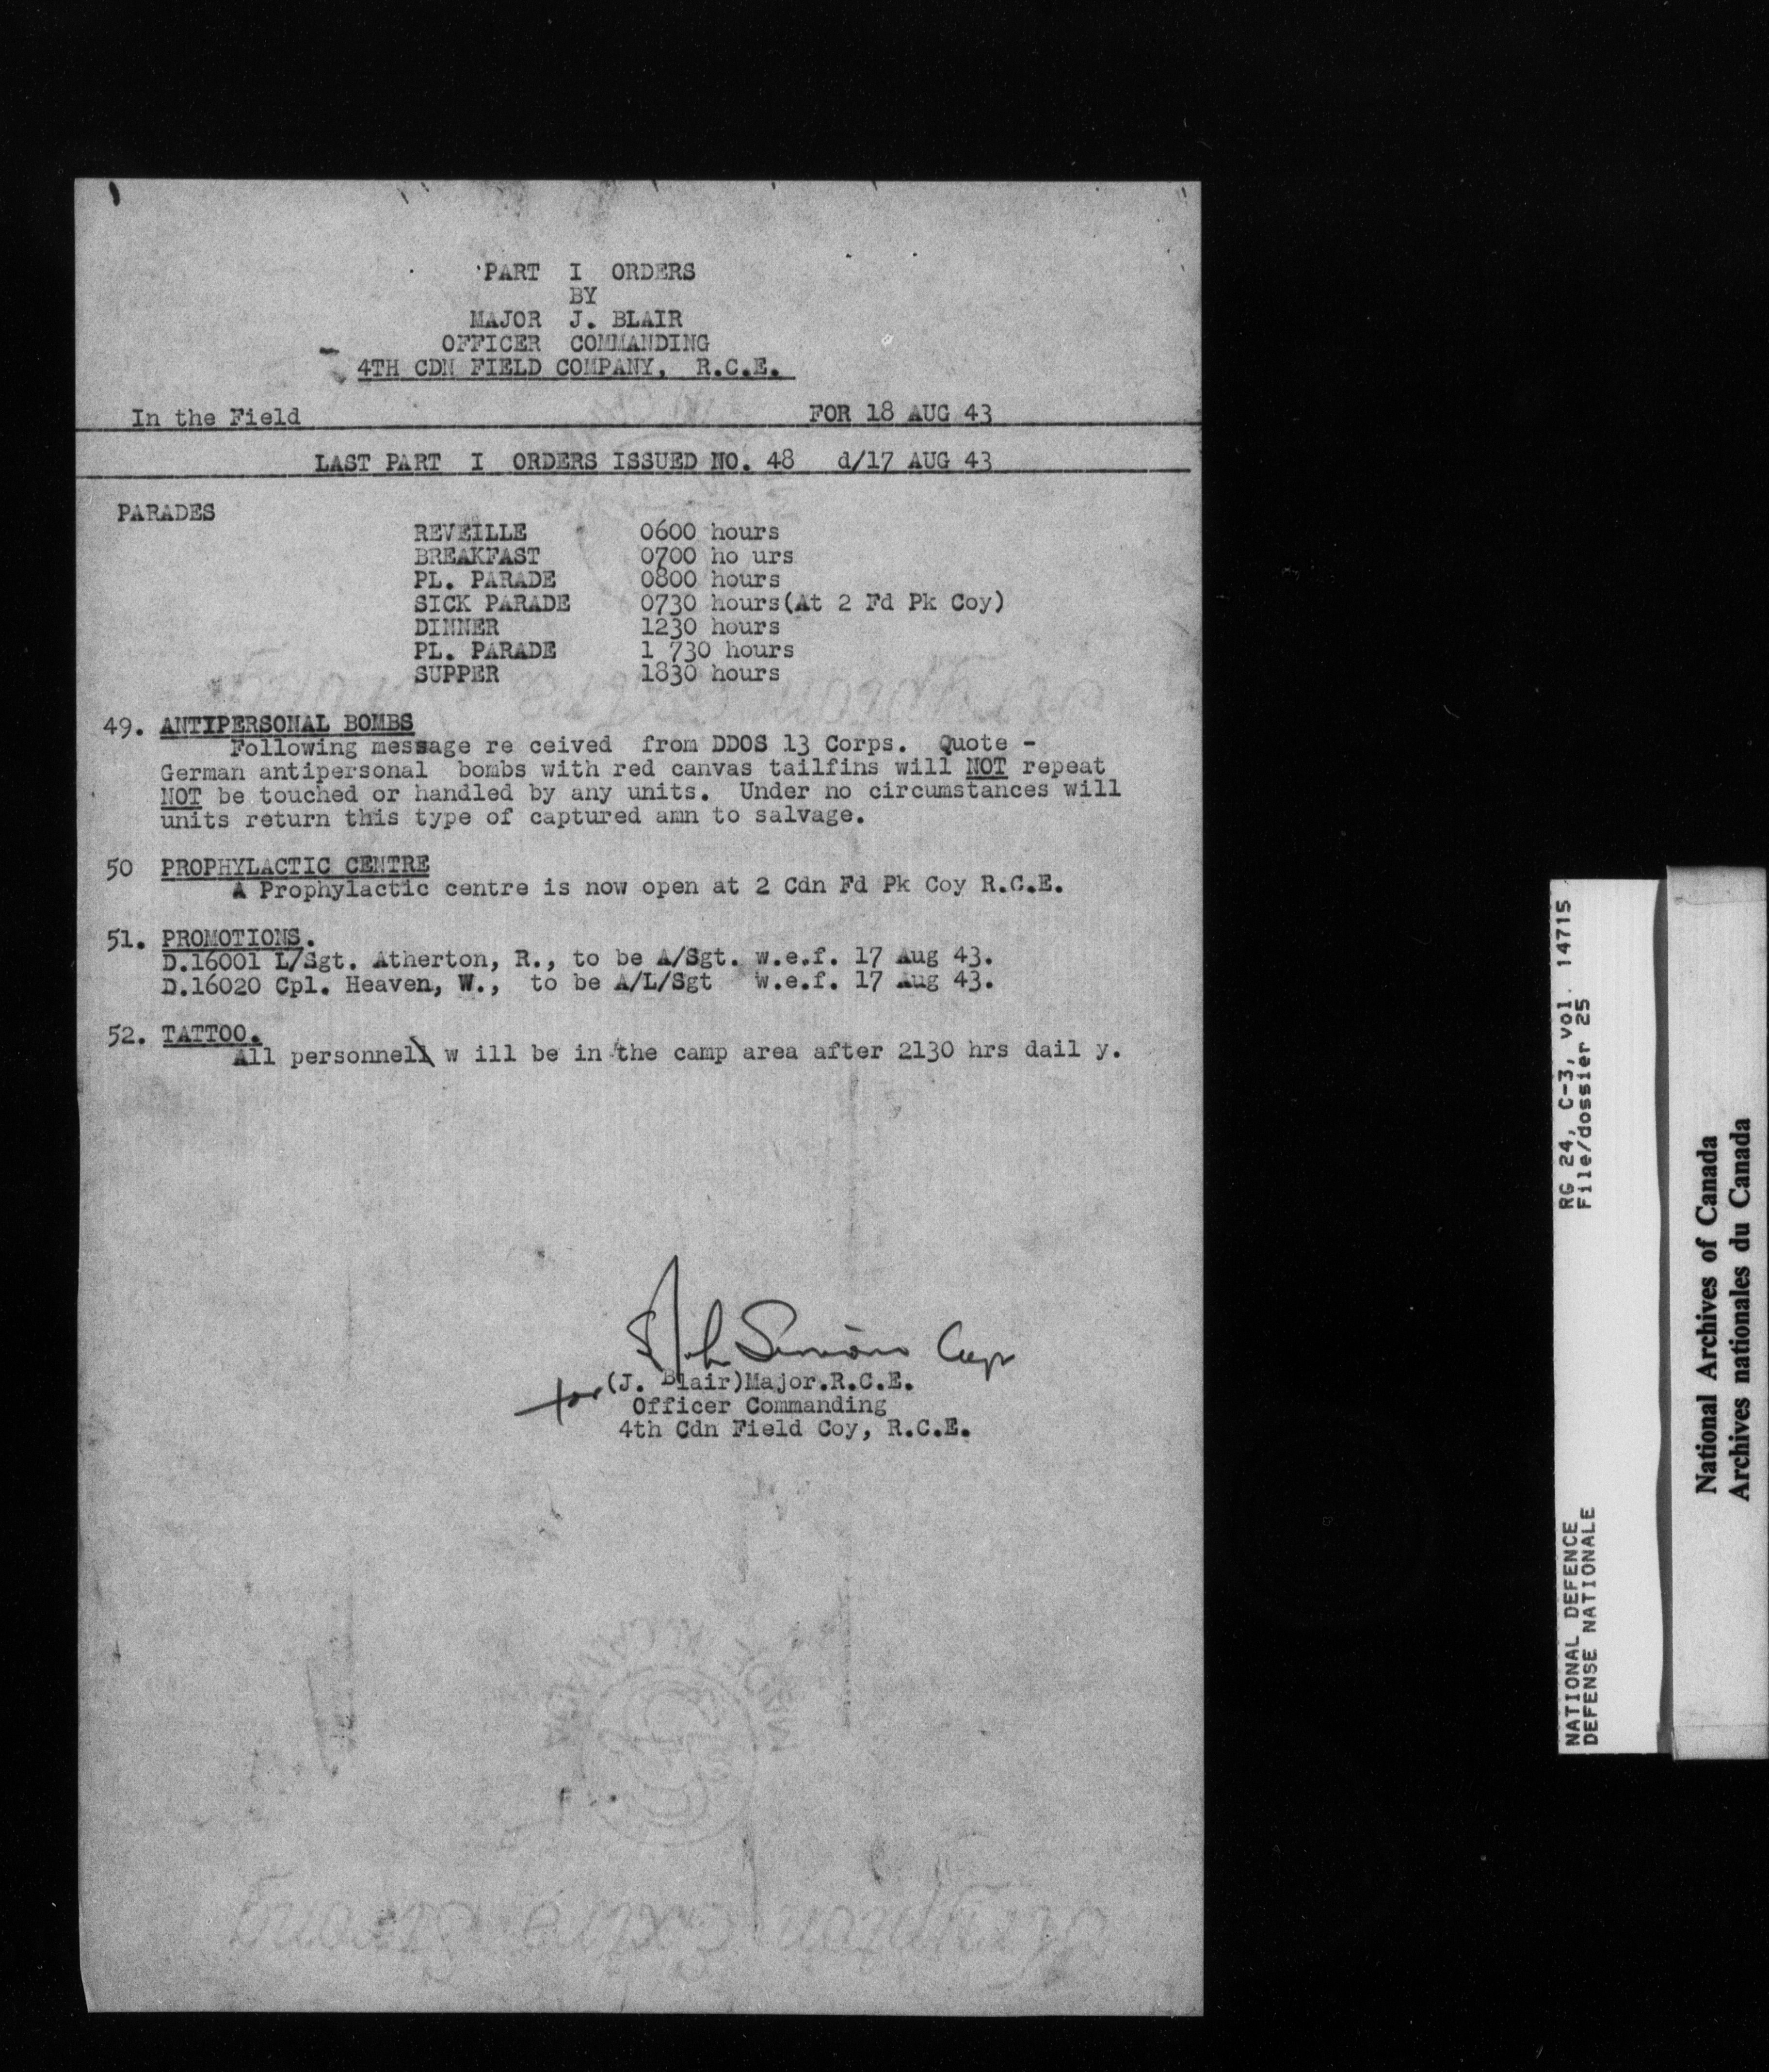 PART I ORDERS
BY
MAJOR J. BLAIR
OFFICER COMMANDING
4TH CDN FIELD COMPANY, R.C.E.
In the Field FOR 18 AUG 43
LAST PART I ORDERS ISSUED NO. 48 d/17 AUG 43
PARADES
REVEILLE 0600 hours
BREAKFAST 0700 ho urs
PL. PARADE 0800 hours
SICK PARADE 0730 hours(At 2 Fd Pk Coy)
DINNER 1230 hours
PL. PARADE 1 730 hours
SUPPER 1830 hours
49. ANTIPERSONAL BOMBS
Following message re ceived from DDOS 13 Corps. Quote -
German antipersonal bombs with red canvas tailfins will NOT repeat
NOT be touched or handled by any units. Under no circumstances will
units return this type of captured amn to salvage.
50 PROPHYLACTIC CENTRE
A Prophylactic centre is now open at 2 Cdn Fd Pk Coy R.C.E.
51. PROMOTIONS.
D.16001 L/Sgt. Atherton, R., to be A/Sgt. w.e.f. 17 Aug 43.
D.16020 Cpl. Heaven, W., to be A/L/Sgt w.e.f. 17 Aug 43.
52. TATTOO.
All personnel w ill be in the camp area after 2130 hrs dail y.
for (J. Blair)Major.R.C.E.
Officer Commanding
4th Cdn Field Coy, R.C.E.
RG 24, C-3, vol. 14715
File/dossier 25
NATIONAL DEFENCE
DEFENSE NATIONALE
National Archives of Canada
Archives nationales du Canada